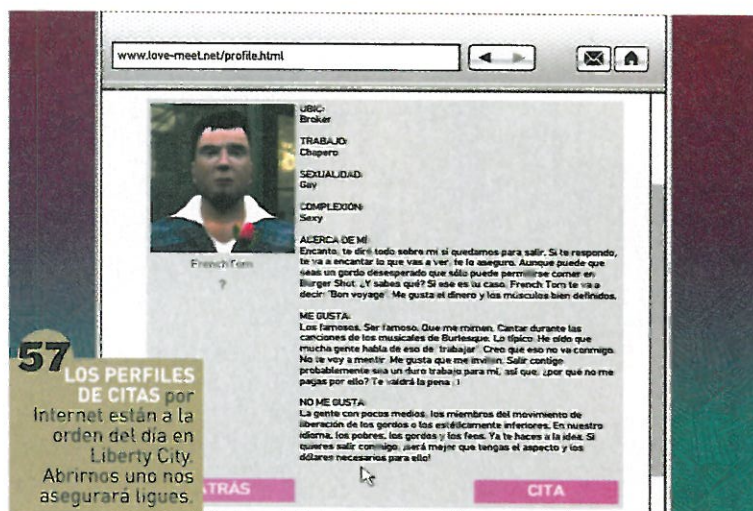 www.love-meet.net/profile.html
UBIC:
Broker
TRABAJO:
Chapero
SEXUALIDAD:
Gay
COMPLEXIÓN:
Sexy
ACERCA DE MÍ:
Encanto, te diré todo sobre mí si quedamos para salir. Si te respondo,
te va a encantar lo que vas a ver, te lo aseguro. Aunque puede que
seas un gordo desesperado que sólo puede permitirse comer en
Burger Shot. ¿Y sabes qué? Si ese es tu caso, French Tom te va a
decir: "Bon voyage". Me gusta el dinero y los músculos bien definidos.
ME GUSTA:
Los famosos. Ser famoso. Que me mimen. Cantar durante las
canciones de los musicales de Burlesque. Lo típico. He oído que
mucha gente habla de eso de "trabajar". Creo que eso no va conmigo.
No te voy a mentir. Me gusta que me inviten. Salir contigo
probablemente sea un duro trabajo para mí, así que, ¿por qué no me
pagas por ello? Te valdrá la pena :)
NO ME GUSTA:
La gente con pocos medios, los miembros del movimiento de
liberación de los gordos o los estéticamente inferiores. En nuestro
idioma, los pobres, los gordos y los feos. Ya te haces a la idea. Si
quieres salir conmigo, ¡será mejor que tengas el aspecto y los
dólares necesarios para ello!
FrenchTom
?
ATRÁS
CITA
57
LOS PERFILES
DE CITAS por
Internet están a la
orden del día en
Liberty City.
Abrirnos uno nos
asegurará ligues.